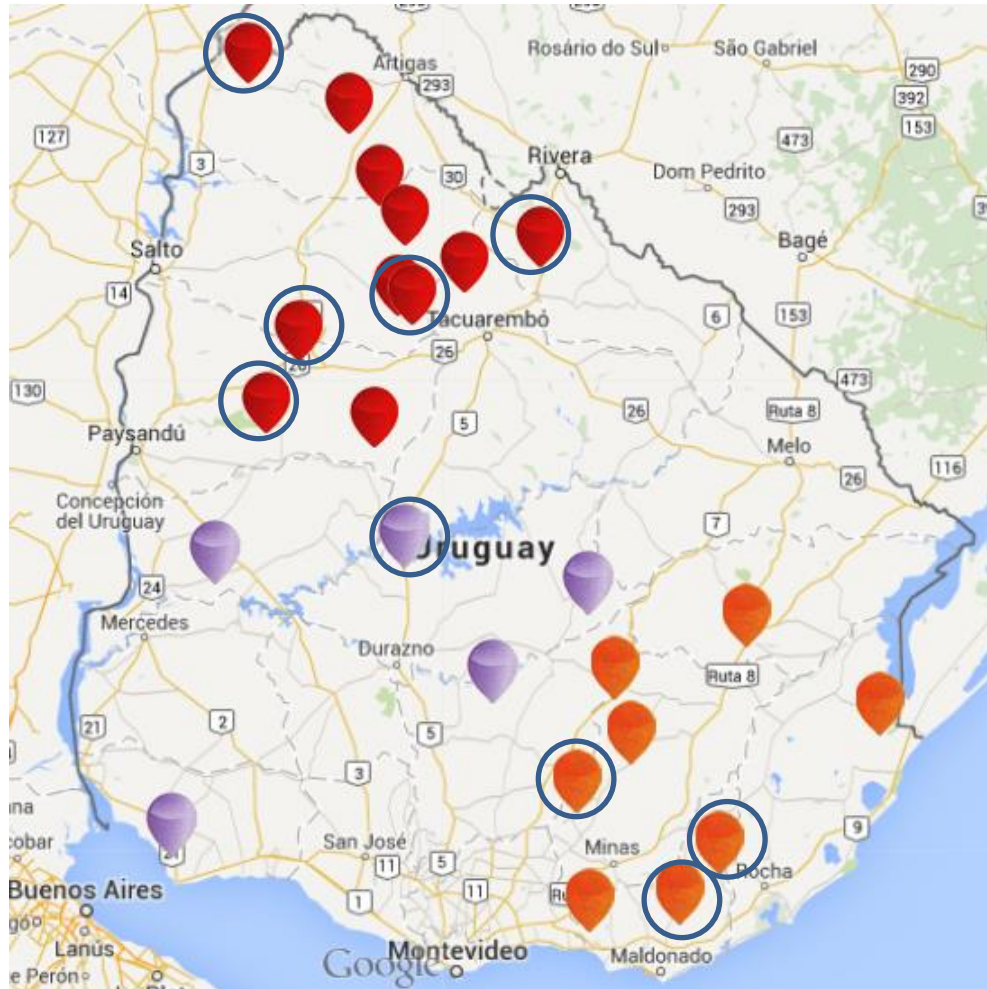 Rosário do Sul
São Gabriel
Artigas
290
293
392
127
153
473
3
Rivera
30
Dom Pedrito
293
Salto
Bagé
14
6
153
Tacuarembó
26
473
130
26
Ruta 8
5
Paysandú
Melo
116
26
Concepción
del Uruguay
7
Uruguay
24
Mercedes
Durazno
Ruta 8
2
21
5
3
9
San José
Minas
11
5
Rocha
Buenos Aires
11
1
Montevideo
Lanús
Google
Maldonado